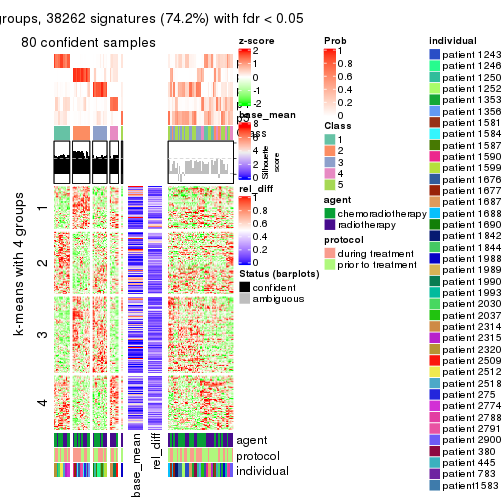 groups, 38262 signatures (74.2%) with fdr < 0.05
80 confident samples
k-means with 4 groups
1
2
3
4
z-score
2
1
0
-1
-2
base_mean
8
6
4
2
0
Silhouette
score
rel_diff
1
0.8
0.6
0.4
0.2
0
Status (barplots)
confident
ambiguous
Prob
1
0.8
0.6
0.4
0.2
0
Class
1
2
3
4
5
agent
chemoradiotherapy
radiotherapy
protocol
during treatment
prior to treatment
agent
protocol
individual
base_mean
rel_diff
individual
patient 1243
patient 1246
patient 1250
patient 1252
patient 1353
patient 1356
patient 1581
patient 1584
patient 1587
patient 1590
patient 1599
patient 1676
patient 1677
patient 1687
patient 1688
patient 1690
patient 1842
patient 1844
patient 1988
patient 1989
patient 1990
patient 1993
patient 2030
patient 2037
patient 2314
patient 2315
patient 2320
patient 2509
patient 2512
patient 2518
patient 275
patient 2774
patient 2788
patient 2791
patient 2900
patient 380
patient 445
patient 783
patient1583